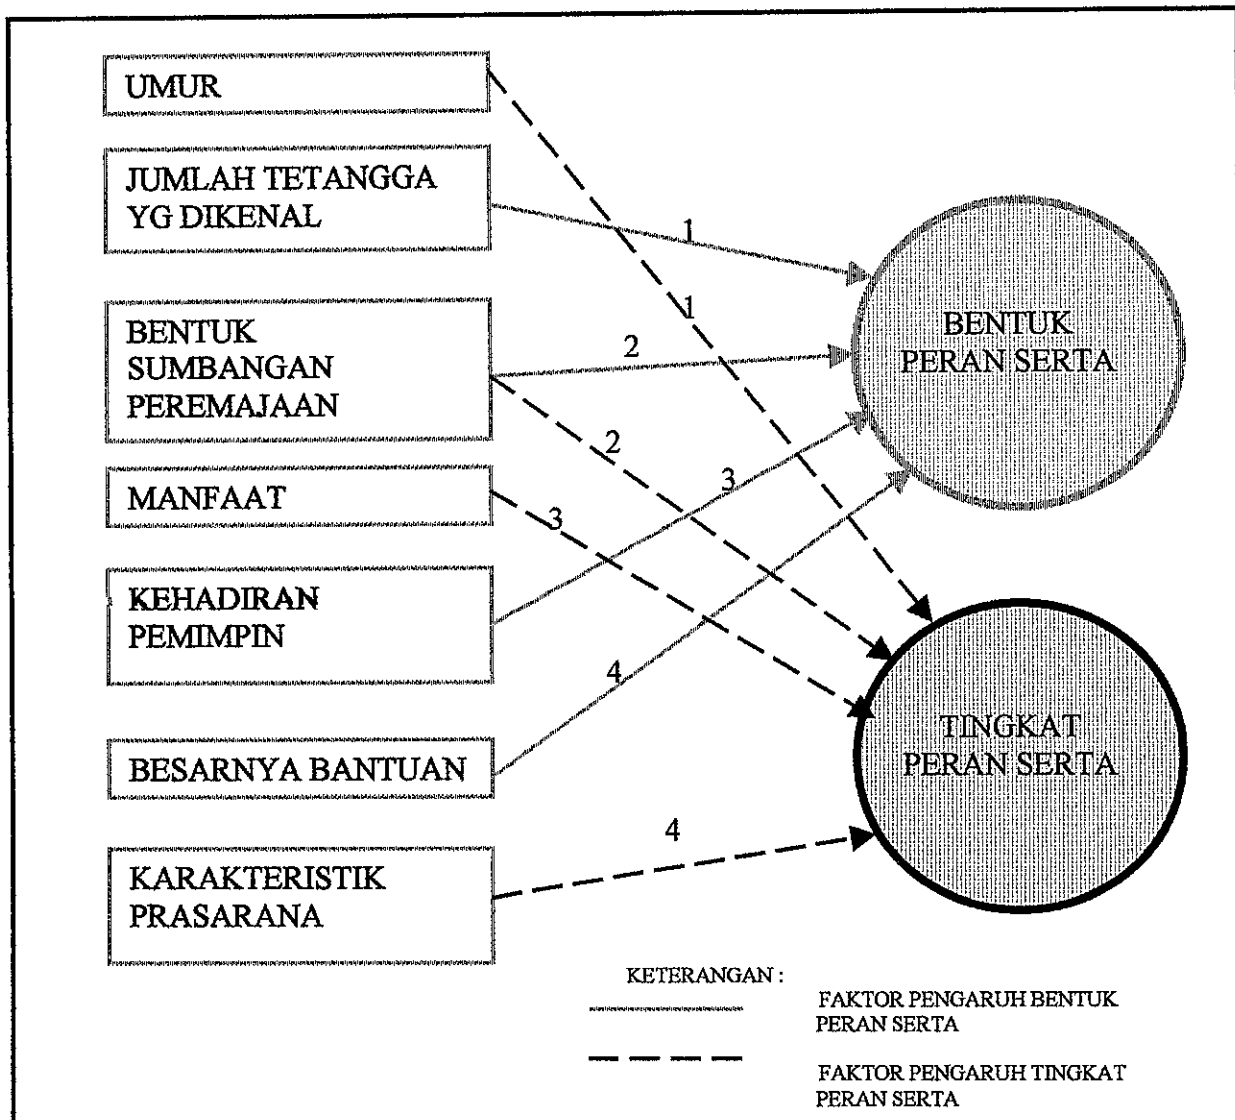 UMUR
JUMLAH TETANGGA
YG DIKENAL
1
1
BENTUK
SUMBANGAN
PEREMAJAAN
2
2
BENTUK
PERAN SERTA
MANFAAT
3
3
KEHADIRAN
PEMIMPIN
4
BESARNYA BANTUAN
TINGKAT
PERAN SERTA
4
KARAKTERISTIK
PRASARANA
KETERANGAN :
FAKTOR PENGARUH BENTUK
PERAN SERTA
FAKTOR PENGARUH TINGKAT
PERAN SERTA